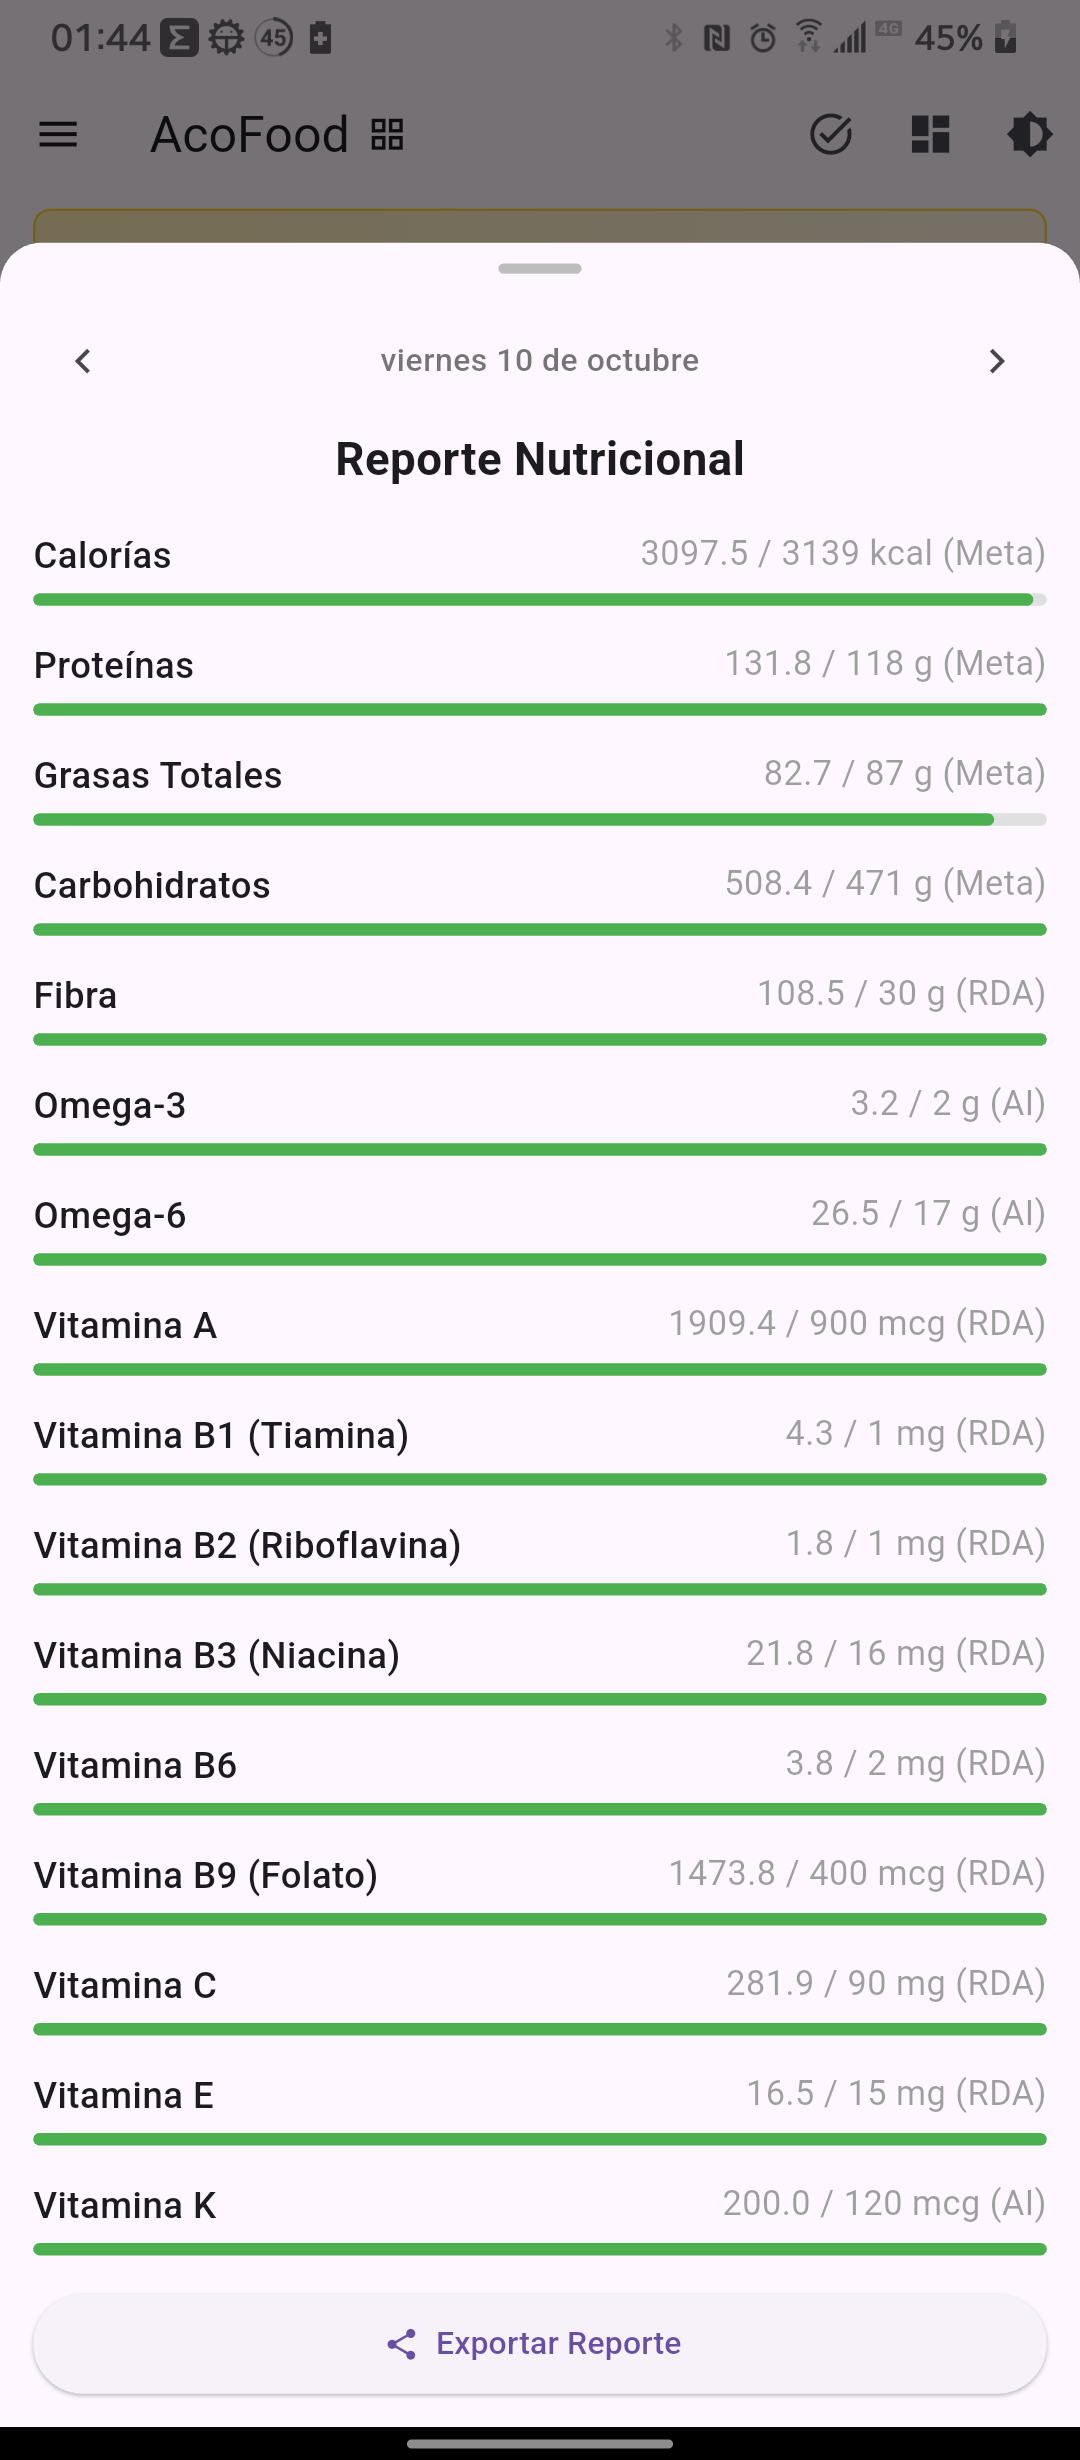 01:44 45 4G 45%
AcoFood
viernes 10 de octubre
Reporte Nutricional
Calorías 3097.5 / 3139 kcal (Meta)
Proteínas 131.8 / 118 g (Meta)
Grasas Totales 82.7 / 87 g (Meta)
Carbohidratos 508.4 / 471 g (Meta)
Fibra 108.5 / 30 g (RDA)
Omega-3 3.2 / 2 g (AI)
Omega-6 26.5 / 17 g (AI)
Vitamina A 1909.4 / 900 mcg (RDA)
Vitamina B1 (Tiamina) 4.3 / 1 mg (RDA)
Vitamina B2 (Riboflavina) 1.8 / 1 mg (RDA)
Vitamina B3 (Niacina) 21.8 / 16 mg (RDA)
Vitamina B6 3.8 / 2 mg (RDA)
Vitamina B9 (Folato) 1473.8 / 400 mcg (RDA)
Vitamina C 281.9 / 90 mg (RDA)
Vitamina E 16.5 / 15 mg (RDA)
Vitamina K 200.0 / 120 mcg (AI)
Exportar Reporte